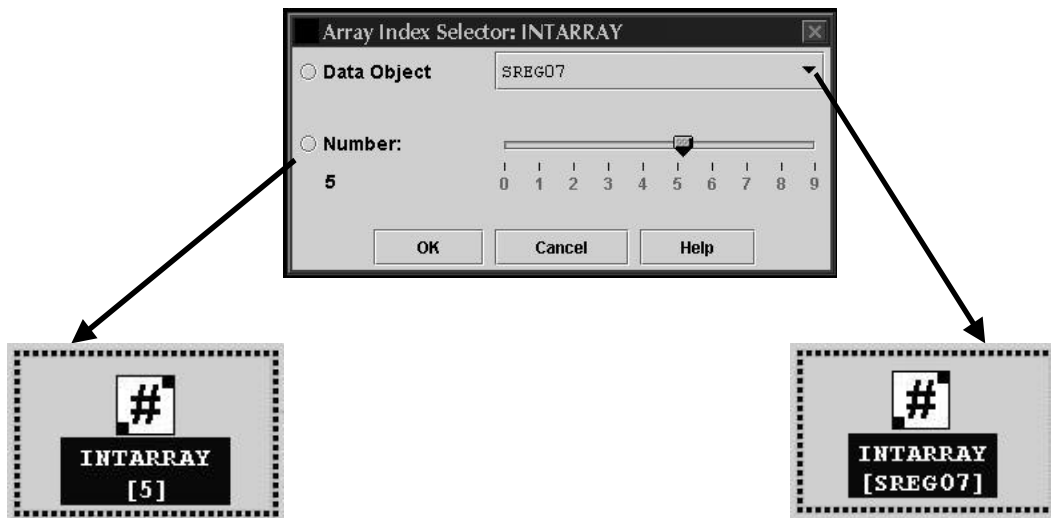 Array Index Selector: INTARRAY
Data Object SREG07
Number:
5 0 1 2 3 4 5 6 7 8 9
OK Cancel Help
#
INTARRAY
[5]
#
INTARRAY
[SREG07]